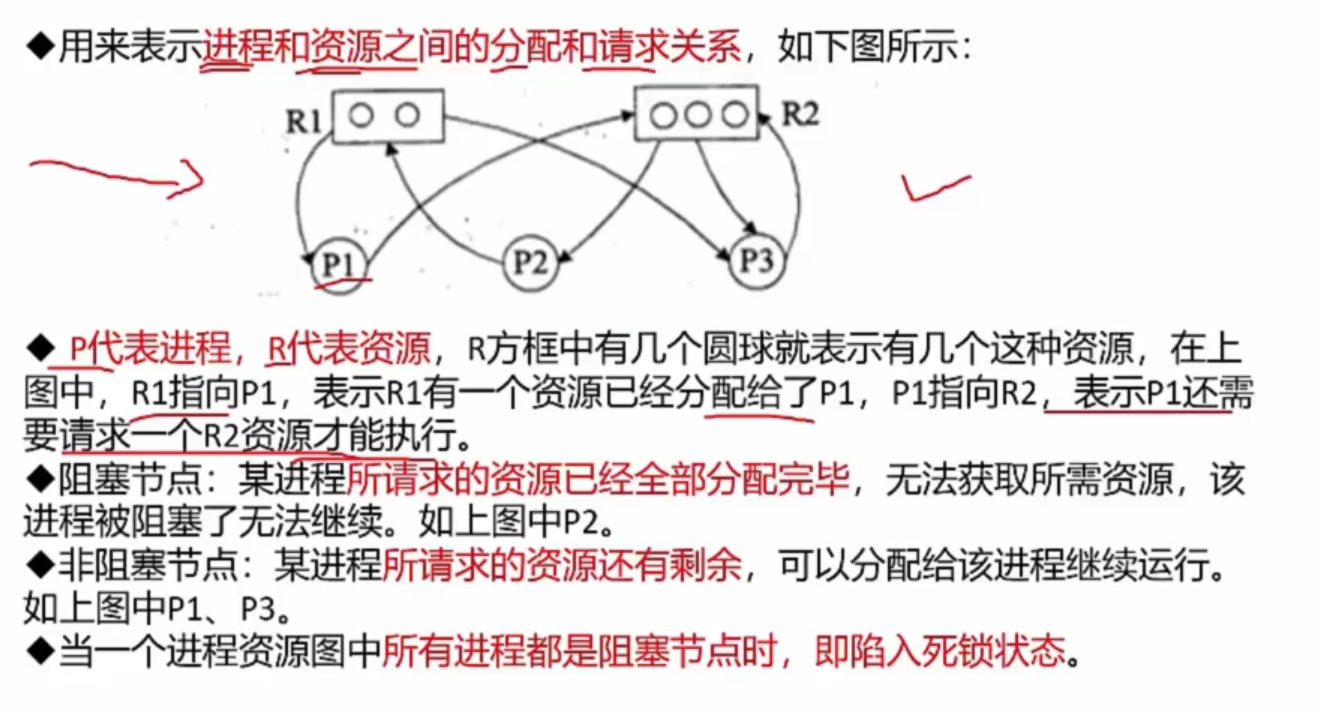 ◆用来表示进程和资源之间的分配和请求关系，如下图所示：
R1
R2
P1
P2
P3
◆ P代表进程，R代表资源，R方框中有几个圆球就表示有几个这种资源，在上
图中，R1指向P1，表示R1有一个资源已经分配给了P1，P1指向R2，表示P1还需
要请求一个R2资源才能执行。
◆阻塞节点：某进程所请求的资源已经全部分配完毕，无法获取所需资源，该
进程被阻塞了无法继续。如上图中P2。
◆非阻塞节点：某进程所请求的资源还有剩余，可以分配给该进程继续运行。
如上图中P1、P3。
◆当一个进程资源图中所有进程都是阻塞节点时，即陷入死锁状态。